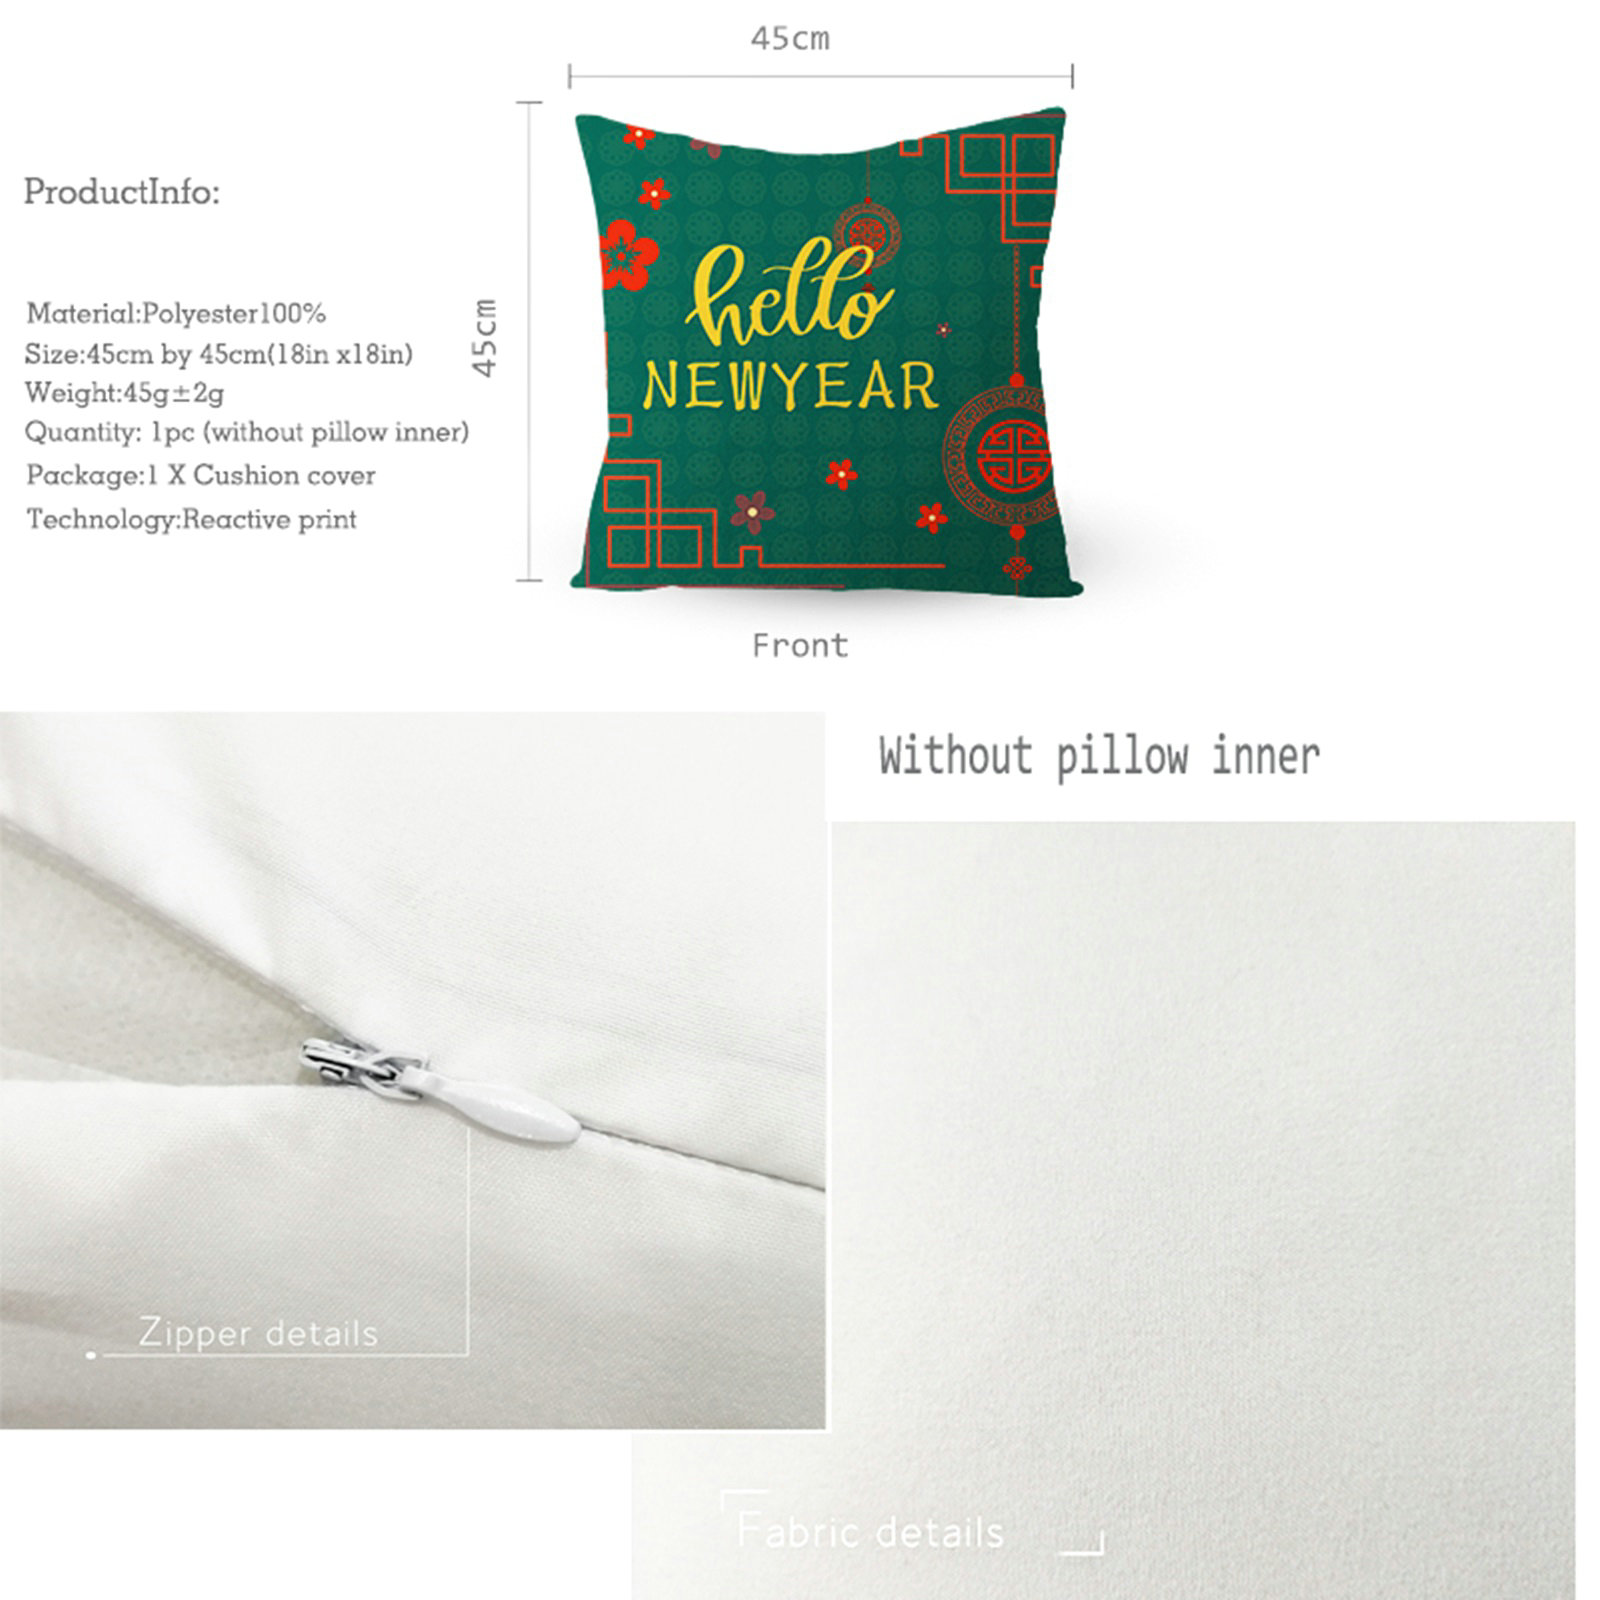 45cm
ProductInfo:
hello
NEWYEAR
45cm
Material:Polyester100%
Size:45cm by 45cm(18in x18in)
Weight:45g±2g
Quantity: 1pc (without pillow inner)
Package:1 X Cushion cover
Technology:Reactive print
Front
Without pillow inner
Zipper details
Fabric details